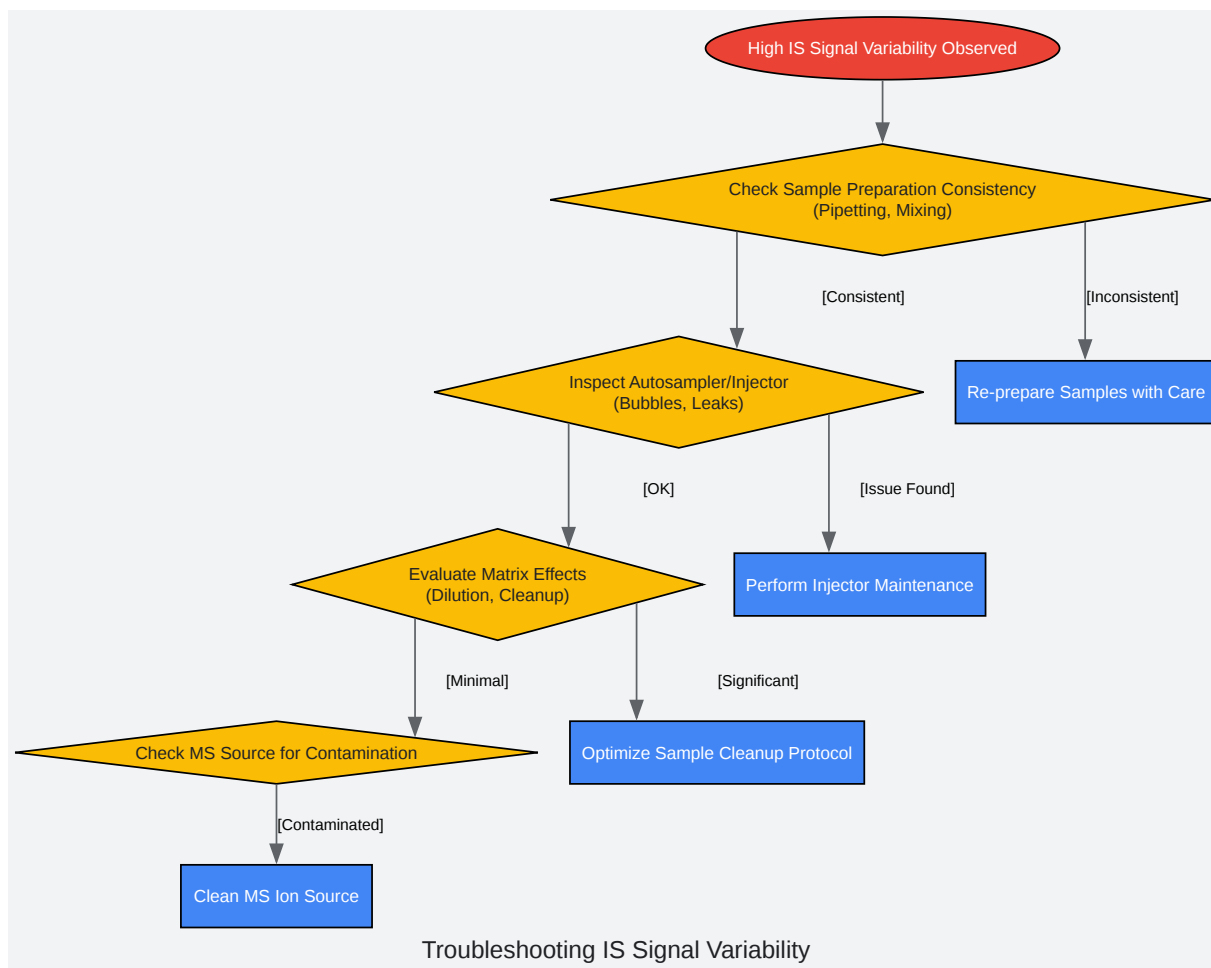 High IS Signal Variability Observed
Check Sample Preparation Consistency
(Pipetting, Mixing)
[Consistent]
[Inconsistent]
Inspect Autosampler/Injector
(Bubbles, Leaks)
Re-prepare Samples with Care
[OK]
[Issue Found]
Evaluate Matrix Effects
(Dilution, Cleanup)
Perform Injector Maintenance
[Minimal]
[Significant]
Check MS Source for Contamination
Optimize Sample Cleanup Protocol
[Contaminated]
Clean MS Ion Source
Troubleshooting IS Signal Variability